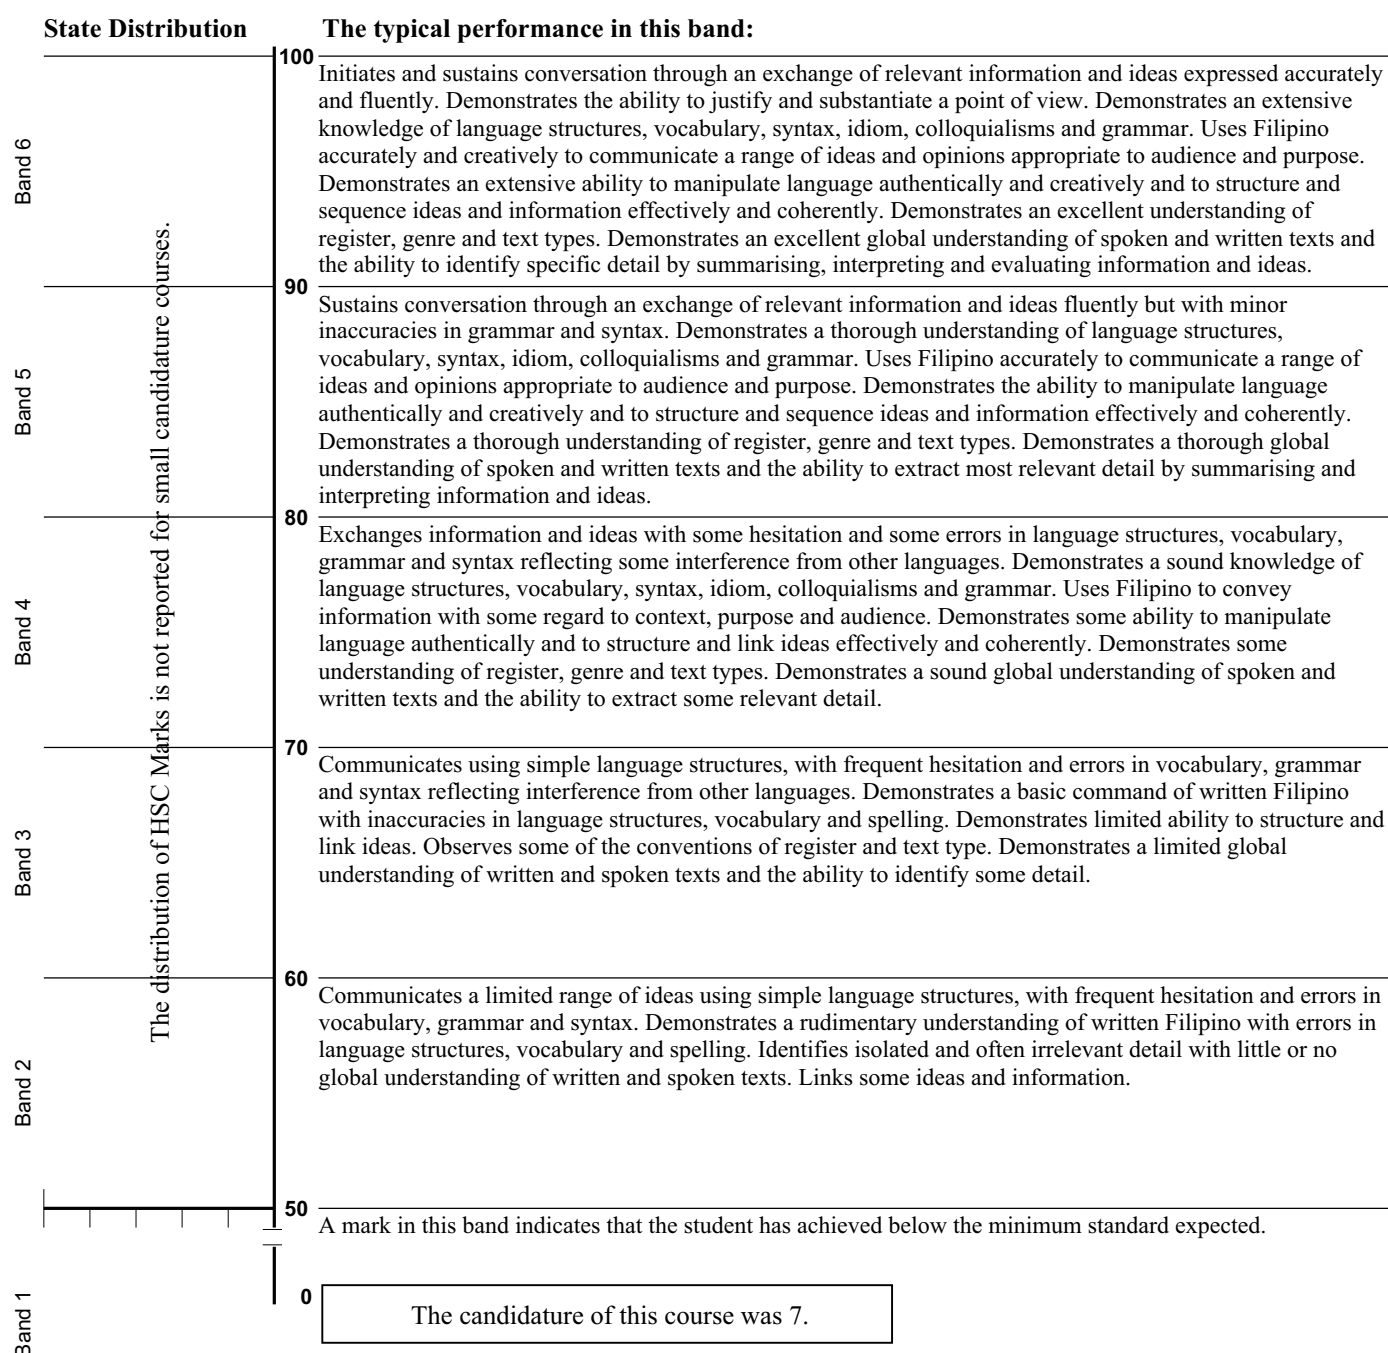 State Distribution
The typical performance in this band:
100
Band 6
Initiates and sustains conversation through an exchange of relevant information and ideas expressed accurately
and fluently. Demonstrates the ability to justify and substantiate a point of view. Demonstrates an extensive
knowledge of language structures, vocabulary, syntax, idiom, colloquialisms and grammar. Uses Filipino
accurately and creatively to communicate a range of ideas and opinions appropriate to audience and purpose.
Demonstrates an extensive ability to manipulate language authentically and creatively and to structure and
sequence ideas and information effectively and coherently. Demonstrates an excellent understanding of
register, genre and text types. Demonstrates an excellent global understanding of spoken and written texts and
the ability to identify specific detail by summarising, interpreting and evaluating information and ideas.
The distribution of HSC Marks is not reported for small candidature courses.
90
Band 5
Sustains conversation through an exchange of relevant information and ideas fluently but with minor
inaccuracies in grammar and syntax. Demonstrates a thorough understanding of language structures,
vocabulary, syntax, idiom, colloquialisms and grammar. Uses Filipino accurately to communicate a range of
ideas and opinions appropriate to audience and purpose. Demonstrates the ability to manipulate language
authentically and creatively and to structure and sequence ideas and information effectively and coherently.
Demonstrates a thorough understanding of register, genre and text types. Demonstrates a thorough global
understanding of spoken and written texts and the ability to extract most relevant detail by summarising and
interpreting information and ideas.
80
Band 4
Exchanges information and ideas with some hesitation and some errors in language structures, vocabulary,
grammar and syntax reflecting some interference from other languages. Demonstrates a sound knowledge of
language structures, vocabulary, syntax, idiom, colloquialisms and grammar. Uses Filipino to convey
information with some regard to context, purpose and audience. Demonstrates some ability to manipulate
language authentically and to structure and link ideas effectively and coherently. Demonstrates some
understanding of register, genre and text types. Demonstrates a sound global understanding of spoken and
written texts and the ability to extract some relevant detail.
70
Band 3
Communicates using simple language structures, with frequent hesitation and errors in vocabulary, grammar
and syntax reflecting interference from other languages. Demonstrates a basic command of written Filipino
with inaccuracies in language structures, vocabulary and spelling. Demonstrates limited ability to structure and
link ideas. Observes some of the conventions of register and text type. Demonstrates a limited global
understanding of written and spoken texts and the ability to identify some detail.
60
Band 2
Communicates a limited range of ideas using simple language structures, with frequent hesitation and errors in
vocabulary, grammar and syntax. Demonstrates a rudimentary understanding of written Filipino with errors in
language structures, vocabulary and spelling. Identifies isolated and often irrelevant detail with little or no
global understanding of written and spoken texts. Links some ideas and information.
50
A mark in this band indicates that the student has achieved below the minimum standard expected.
Band 1
0
The candidature of this course was 7.